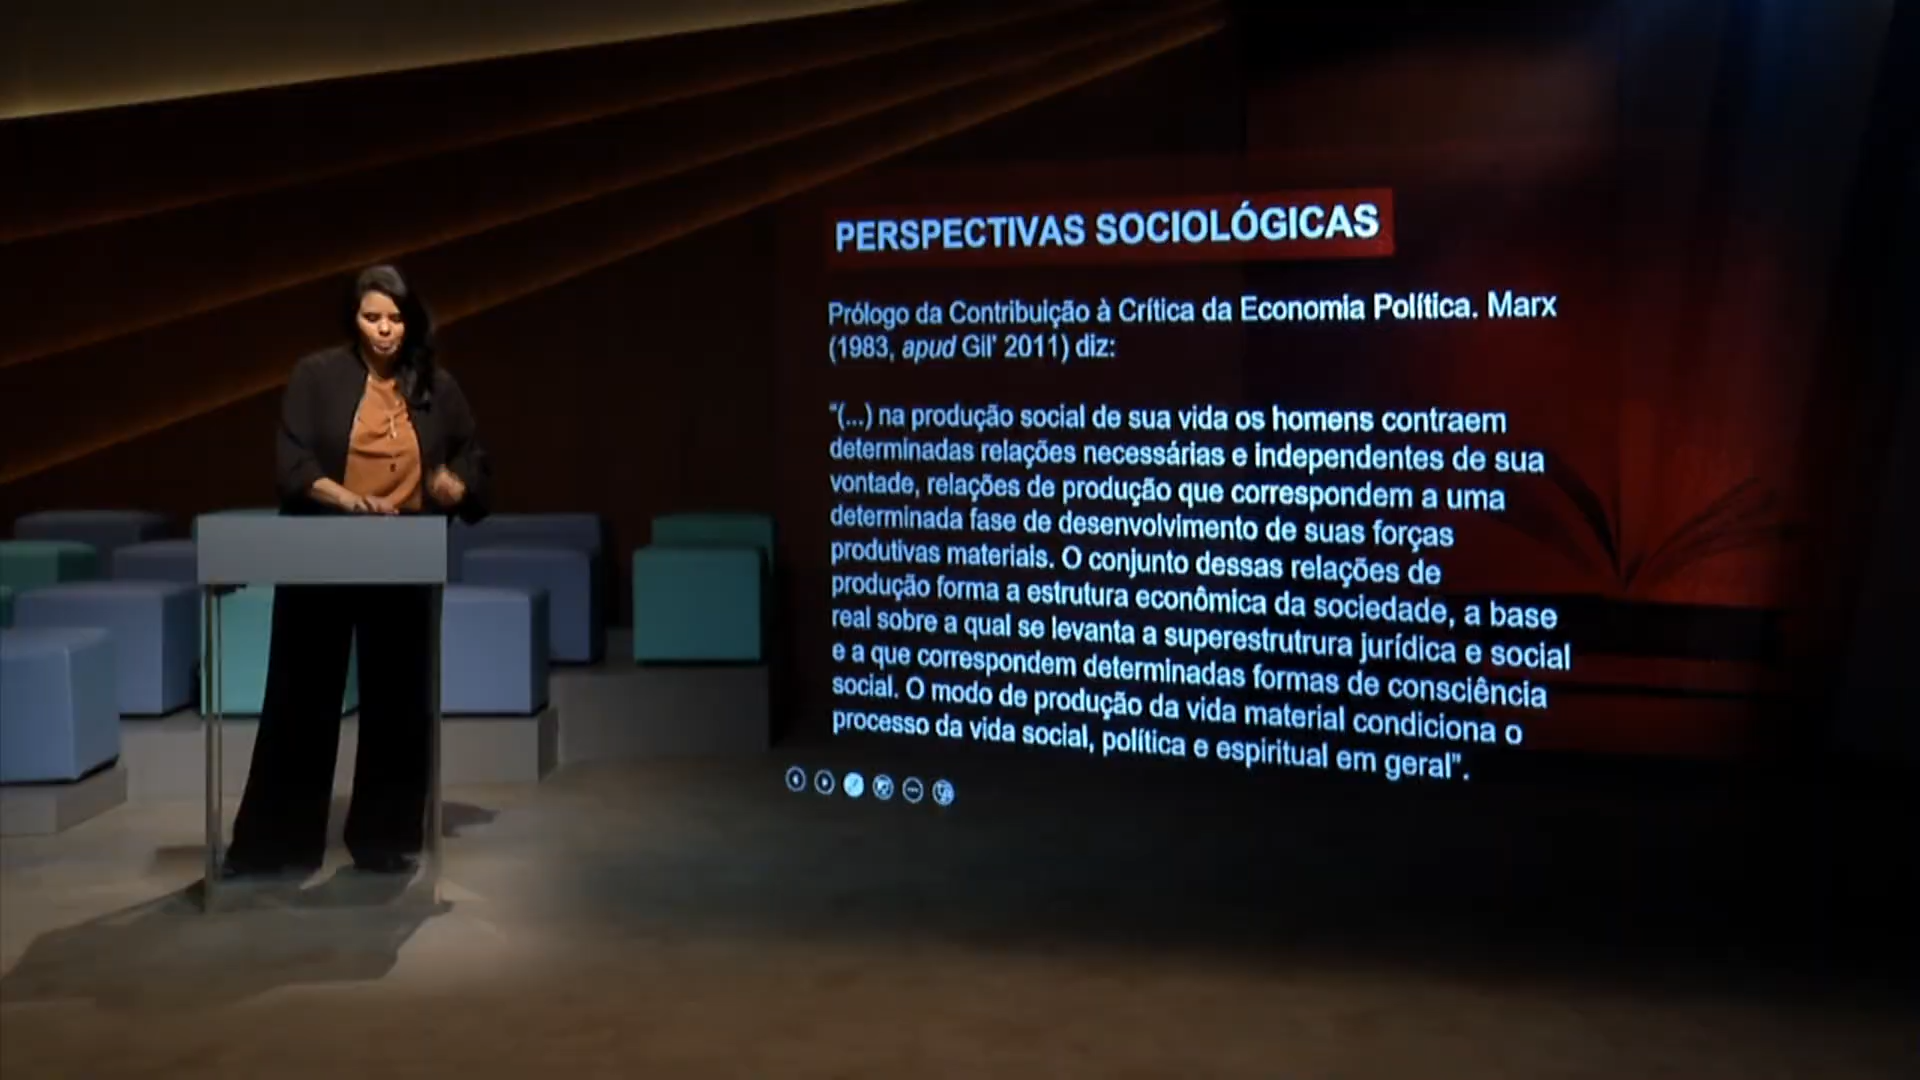 PERSPECTIVAS SOCIOLÓGICAS
Prólogo da Contribuição à Crítica da Economia Política. Marx
(1983, apud Gil' 2011) diz:
"(...) na produção social de sua vida os homens contraem
determinadas relações necessárias e independentes de sua
vontade, relações de produção que correspondem a uma
determinada fase de desenvolvimento de suas forças
produtivas materiais. O conjunto dessas relações de
produção forma a estrutura econômica da sociedade, a base
real sobre a qual se levanta a superestrutrura jurídica e social
e a que correspondem determinadas formas de consciência
social. O modo de produção da vida material condiciona o
processo da vida social, política e espiritual em geral".